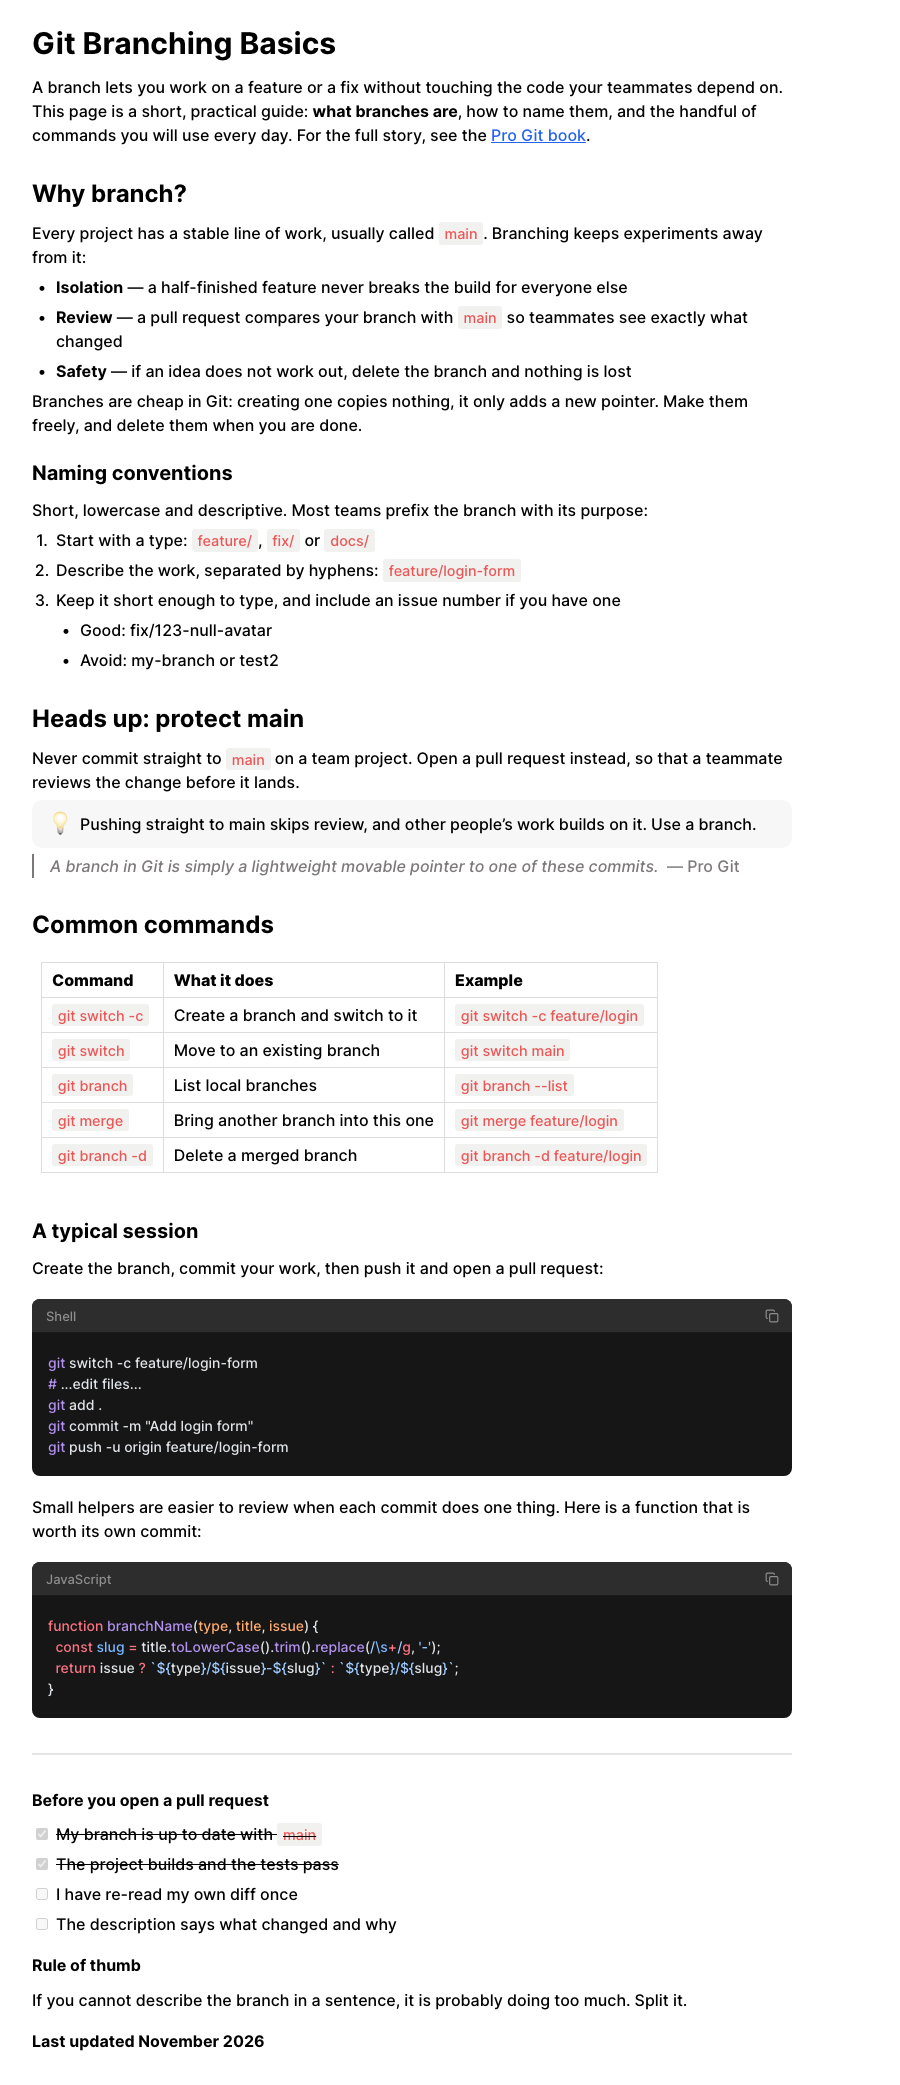 Git Branching Basics
A branch lets you work on a feature or a fix without touching the code your teammates depend on.
This page is a short, practical guide: what branches are, how to name them, and the handful of
commands you will use every day. For the full story, see the Pro Git book.
Why branch?
Every project has a stable line of work, usually called main. Branching keeps experiments away
from it:
• Isolation — a half-finished feature never breaks the build for everyone else
• Review — a pull request compares your branch with main so teammates see exactly what
changed
• Safety — if an idea does not work out, delete the branch and nothing is lost
Branches are cheap in Git: creating one copies nothing, it only adds a new pointer. Make them
freely, and delete them when you are done.
Naming conventions
Short, lowercase and descriptive. Most teams prefix the branch with its purpose:
1. Start with a type: feature/, fix/ or docs/
2. Describe the work, separated by hyphens: feature/login-form
3. Keep it short enough to type, and include an issue number if you have one
• Good: fix/123-null-avatar
• Avoid: my-branch or test2
Heads up: protect main
Never commit straight to main on a team project. Open a pull request instead, so that a teammate
reviews the change before it lands.
💡 Pushing straight to main skips review, and other people’s work builds on it. Use a branch.
A branch in Git is simply a lightweight movable pointer to one of these commits. — Pro Git
Common commands
Command What it does Example
git switch -c Create a branch and switch to it git switch -c feature/login
git switch Move to an existing branch git switch main
git branch List local branches git branch --list
git merge Bring another branch into this one git merge feature/login
git branch -d Delete a merged branch git branch -d feature/login
A typical session
Create the branch, commit your work, then push it and open a pull request:
Shell
git switch -c feature/login-form
# ...edit files...
git add .
git commit -m "Add login form"
git push -u origin feature/login-form
Small helpers are easier to review when each commit does one thing. Here is a function that is
worth its own commit:
JavaScript
function branchName(type, title, issue) {
  const slug = title.toLowerCase().trim().replace(/\s+/g, '-');
  return issue ? `${type}/${issue}-${slug}` : `${type}/${slug}`;
}
Before you open a pull request
My branch is up to date with main
The project builds and the tests pass
I have re-read my own diff once
The description says what changed and why
Rule of thumb
If you cannot describe the branch in a sentence, it is probably doing too much. Split it.
Last updated November 2026